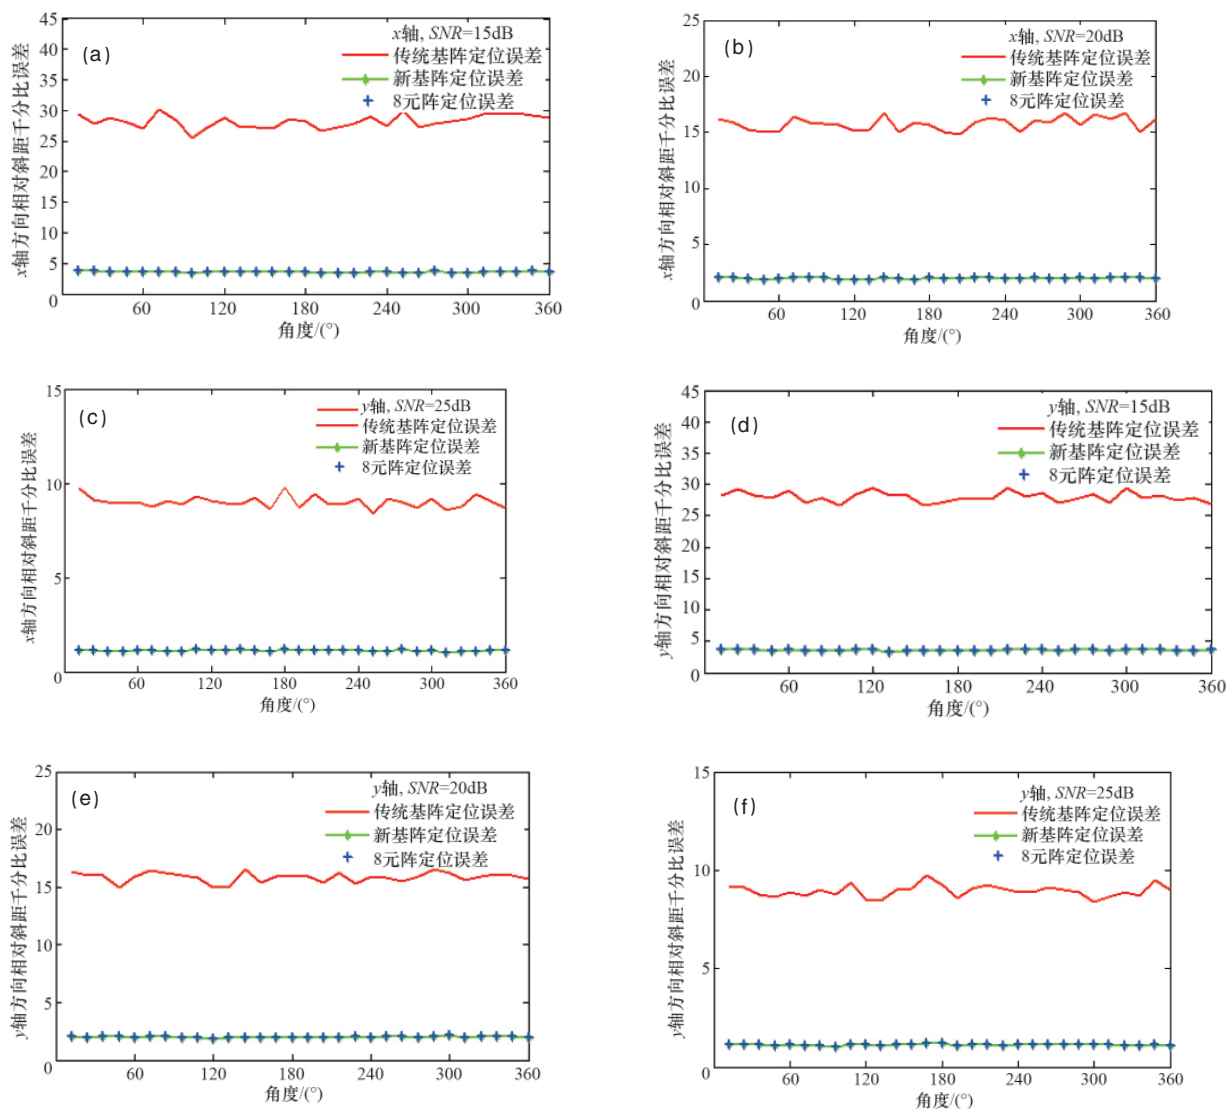 (a)
x轴, SNR=15dB
传统基阵定位误差
新基阵定位误差
8元阵定位误差
x轴方向相对斜距千分比误差
45
40
35
30
25
20
15
10
5
0
60
120
180
240
300
360
角度/(°)
(b)
x轴, SNR=20dB
传统基阵定位误差
新基阵定位误差
8元阵定位误差
x轴方向相对斜距千分比误差
25
20
15
10
5
0
60
120
180
240
300
360
角度/(°)
(c)
y轴, SNR=25dB
传统基阵定位误差
新基阵定位误差
8元阵定位误差
x轴方向相对斜距千分比误差
15
10
5
0
60
120
180
240
300
360
角度/(°)
(d)
y轴, SNR=15dB
传统基阵定位误差
新基阵定位误差
8元阵定位误差
y轴方向相对斜距千分比误差
45
40
35
30
25
20
15
10
5
0
60
120
180
240
300
360
角度/(°)
(e)
y轴, SNR=20dB
传统基阵定位误差
新基阵定位误差
8元阵定位误差
y轴方向相对斜距千分比误差
25
20
15
10
5
0
60
120
180
240
300
360
角度/(°)
(f)
y轴, SNR=25dB
传统基阵定位误差
新基阵定位误差
8元阵定位误差
y轴方向相对斜距千分比误差
15
10
5
0
60
120
180
240
300
360
角度/(°)